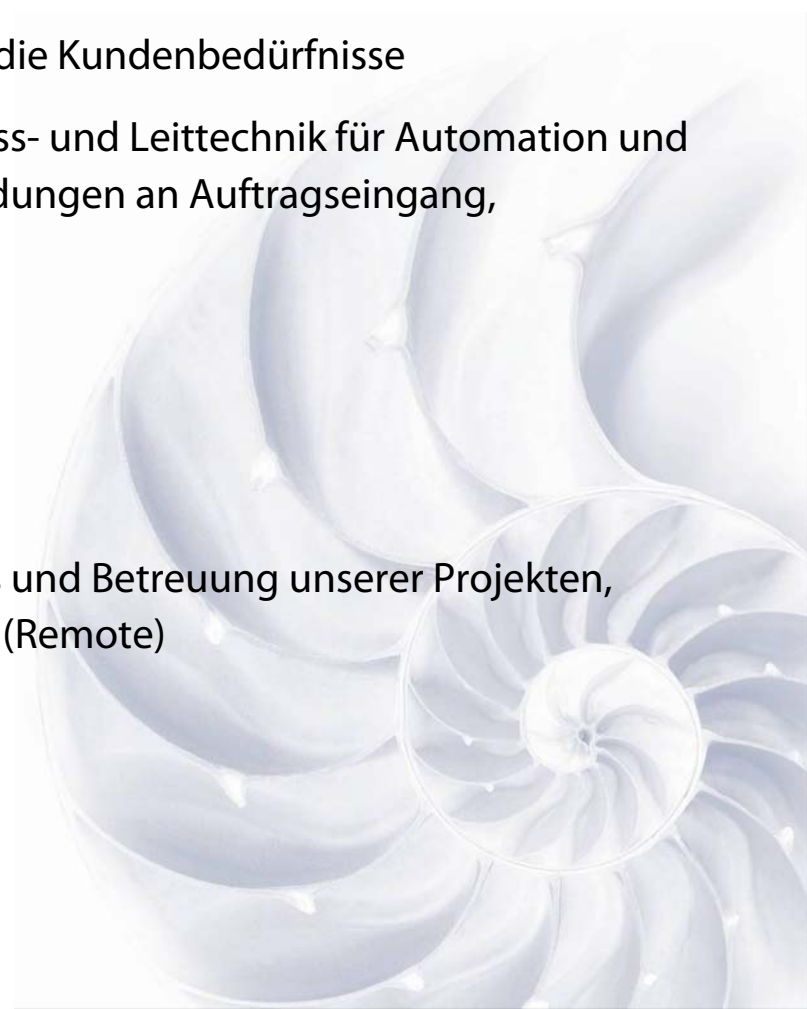 die Kundenbedürfnisse
ss- und Leittechnik für Automation und
dungen an Auftragseingang,
und Betreuung unserer Projekten,
(Remote)